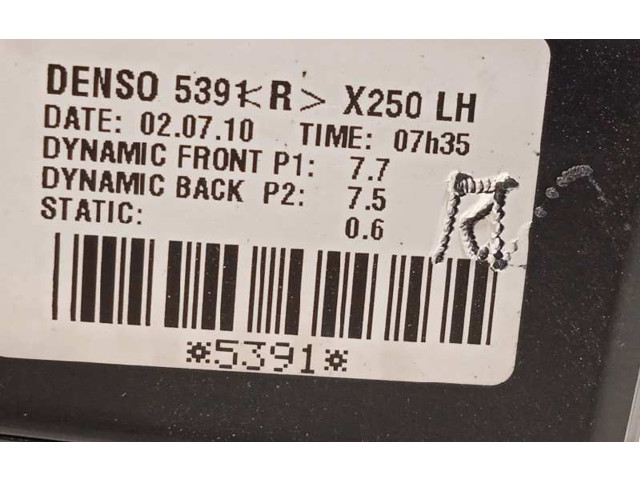 DENSO 5391 <R> X250 LH
DATE: 02.07.10 TIME: 07h35
DYNAMIC FRONT P1: 7.7
DYNAMIC BACK P2: 7.5
STATIC: 0.6
*5391*